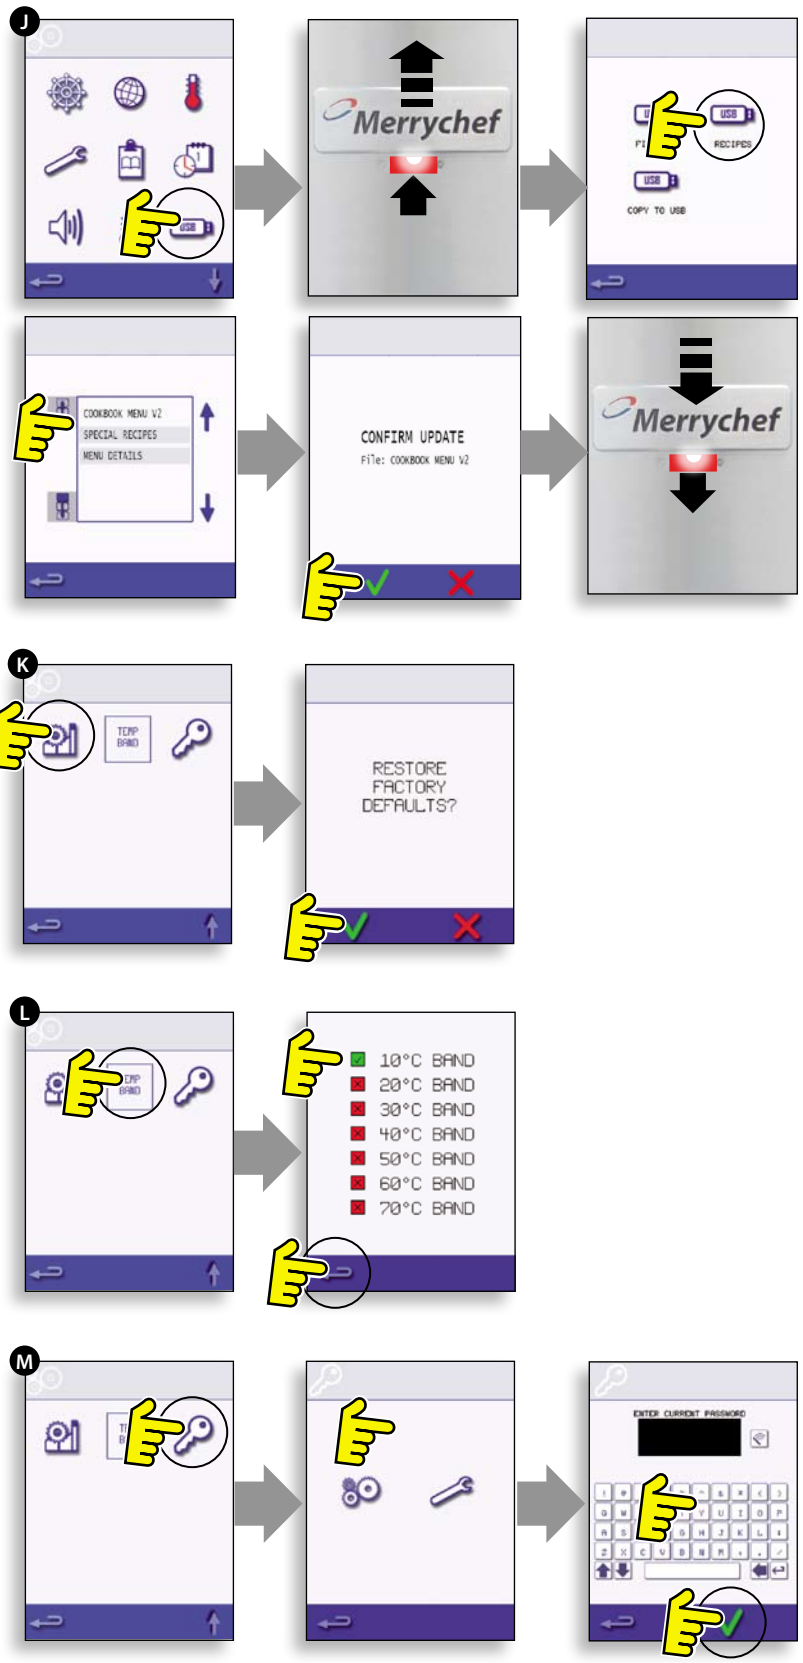 J
USB
Merrychef
USB
RECIPES
USB
COPY TO USB
COOKBOOK MENU V2
SPECIAL RECIPES
MENU DETAILS
CONFIRM UPDATE
File: COOKBOOK MENU V2
Merrychef
K
TEMP
BAND
RESTORE
FACTORY
DEFAULTS?
L
BAND
10°C BAND
20°C BAND
30°C BAND
40°C BAND
50°C BAND
60°C BAND
70°C BAND
M
ENTER CURRENT PASSWORD